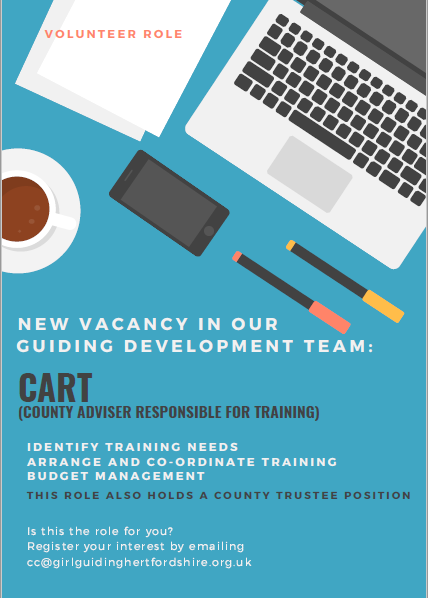 VOLUNTEER ROLE
NEW VACANCY IN OUR
GUIDING DEVELOPMENT TEAM:
CART
(COUNTY ADVISER RESPONSIBLE FOR TRAINING)
IDENTIFY TRAINING NEEDS
ARRANGE AND CO-ORDINATE TRAINING
BUDGET MANAGEMENT
THIS ROLE ALSO HOLDS A COUNTY TRUSTEE POSITION
Is this the role for you?
Register your interest by emailing
cc@girlguidinghertfordshire.org.uk